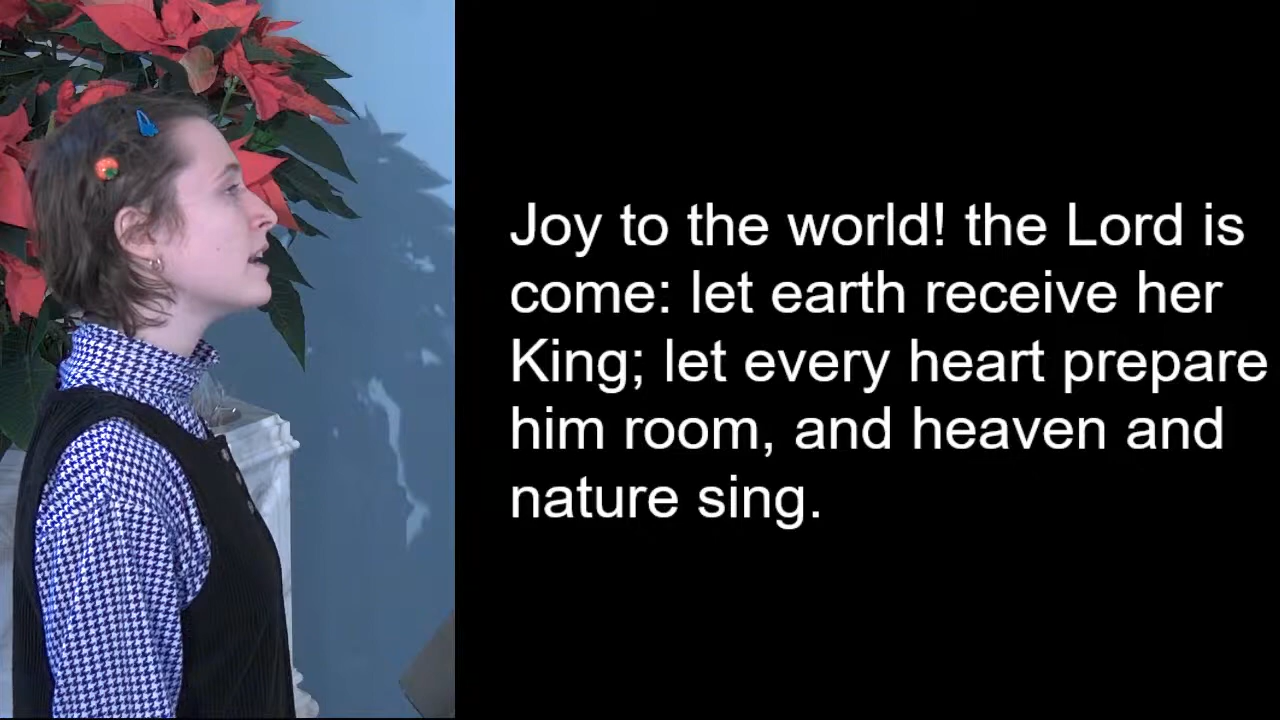 Joy to the world! the Lord is
come: let earth receive her
King; let every heart prepare
him room, and heaven and
nature sing.